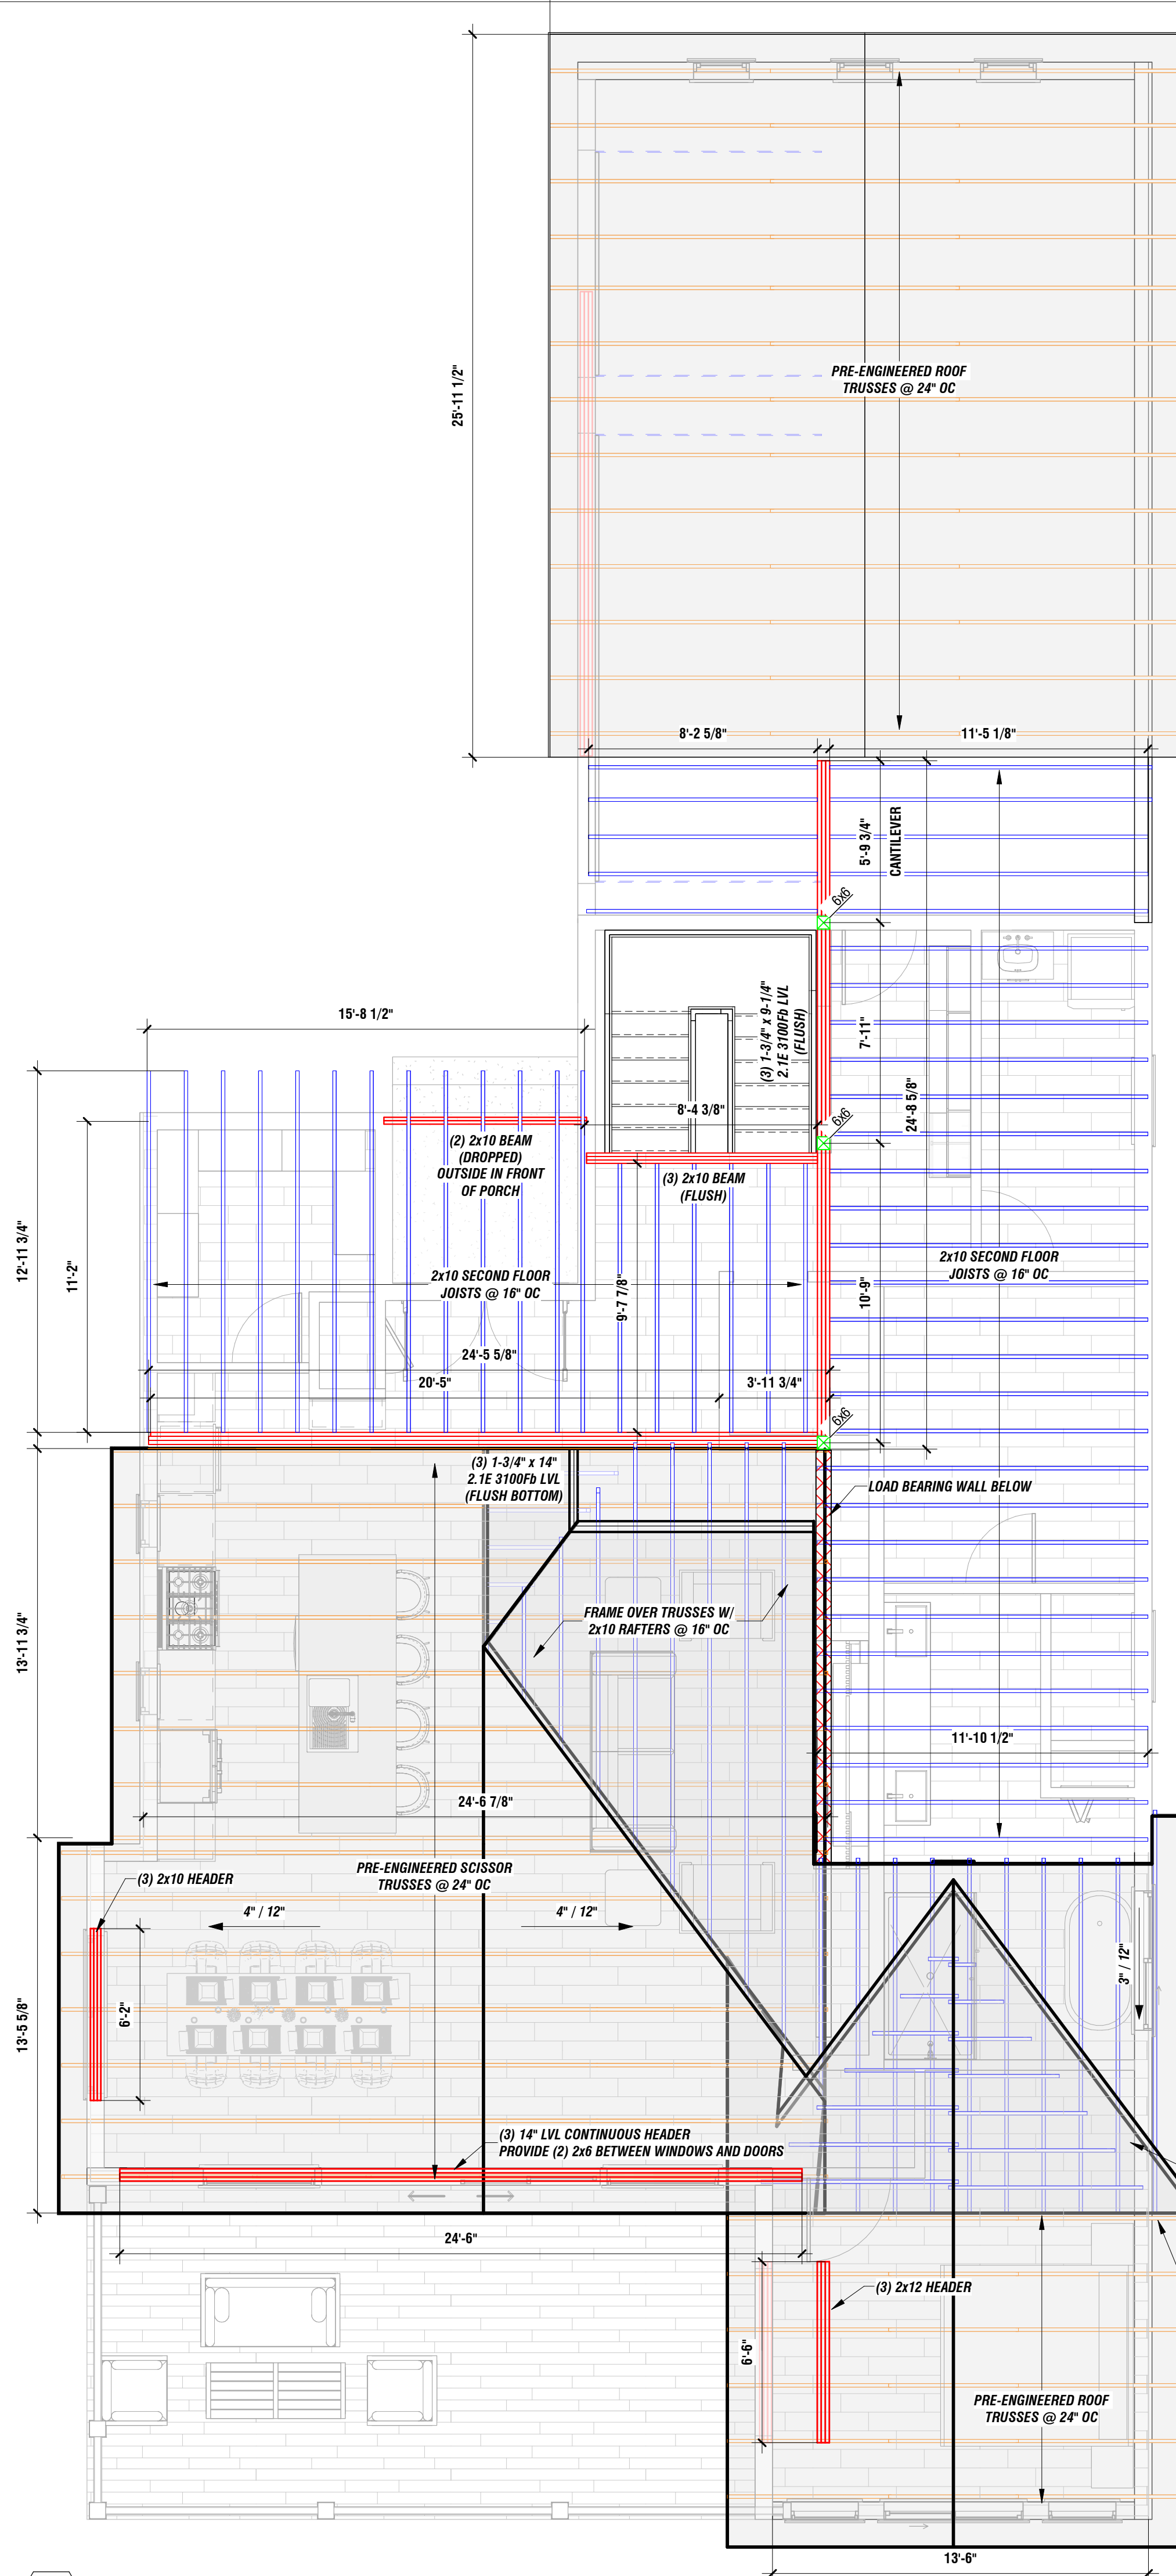 25'-11 1/2"
PRE-ENGINEERED ROOF
TRUSSES @ 24" OC
8'-2 5/8"
11'-5 1/8"
5'-9 3/4"
CANTILEVER
6x6
15'-8 1/2"
(3) 1-3/4" x 9-1/4"
2.1E 3100Fb LVL
(FLUSH)
7'-11"
24'-8 5/8"
8'-4 3/8"
6x6
(2) 2x10 BEAM
(DROPPED)
OUTSIDE IN FRONT
OF PORCH
(3) 2x10 BEAM
(FLUSH)
12'-11 3/4"
11'-2"
2x10 SECOND FLOOR
JOISTS @ 16" OC
9'-7 7/8"
10'-9"
2x10 SECOND FLOOR
JOISTS @ 16" OC
24'-5 5/8"
20'-5"
3'-11 3/4"
6x6
(3) 1-3/4" x 14"
2.1E 3100Fb LVL
(FLUSH BOTTOM)
LOAD BEARING WALL BELOW
13'-11 3/4"
FRAME OVER TRUSSES W/
2x10 RAFTERS @ 16" OC
11'-10 1/2"
24'-6 7/8"
(3) 2x10 HEADER
PRE-ENGINEERED SCISSOR
TRUSSES @ 24" OC
4" / 12"
4" / 12"
3" / 12"
13'-5 5/8"
6'-2"
(3) 14" LVL CONTINUOUS HEADER
PROVIDE (2) 2x6 BETWEEN WINDOWS AND DOORS
24'-6"
(3) 2x12 HEADER
6'-6"
PRE-ENGINEERED ROOF
TRUSSES @ 24" OC
13'-6"